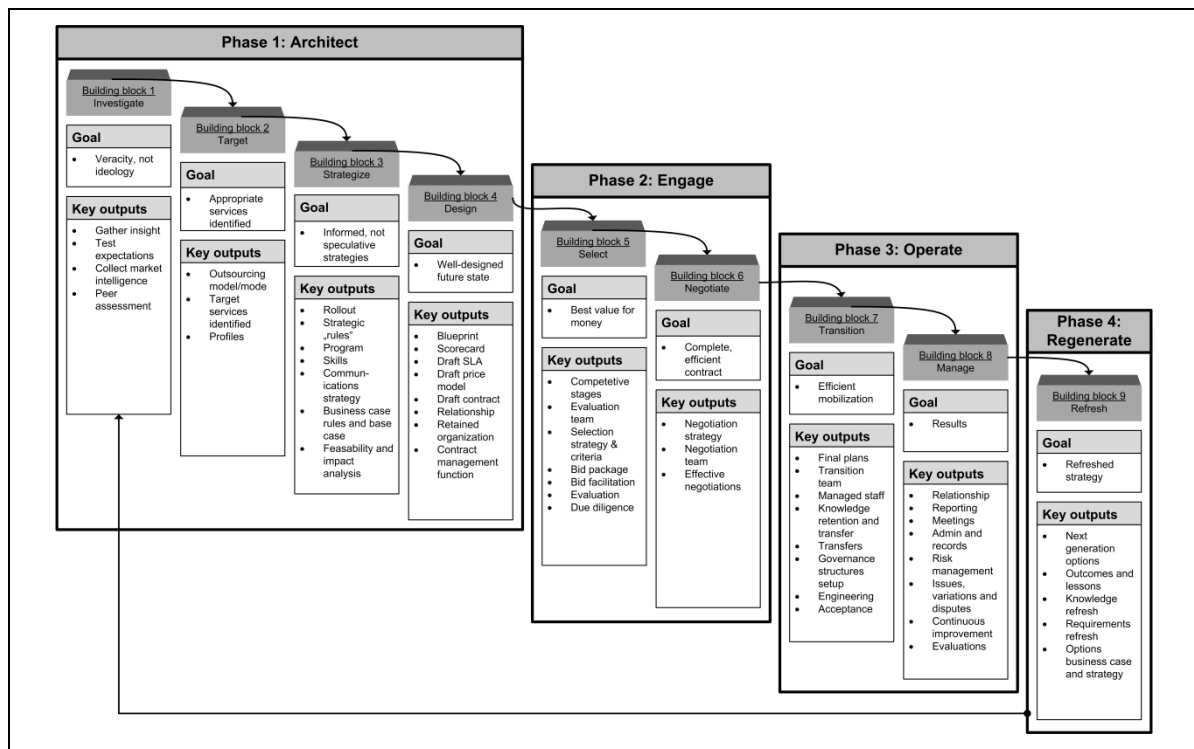 Phase 1: Architect
Building block 1
Investigate
Goal
• Veracity, not
ideology
Key outputs
• Gather insight
• Test
expectations
• Collect market
intelligence
• Peer
assessment
Building block 2
Target
Goal
• Appropriate
services
identified
Key outputs
• Outsourcing
model/mode
• Target
services
identified
• Profiles
Building block 3
Strategize
Goal
• Informed, not
speculative
strategies
Key outputs
• Rollout
• Strategic
„rules"
• Program
• Skills
• Commun-
ications
strategy
• Business case
rules and base
case
• Feasability and
impact
analysis
Building block 4
Design
Goal
• Well-designed
future state
Key outputs
• Blueprint
• Scorecard
• Draft SLA
• Draft price
model
• Draft contract
• Relationship
• Retained
organization
• Contract
management
function
Phase 2: Engage
Building block 5
Select
Goal
• Best value for
money
Key outputs
• Competetive
stages
• Evaluation
team
• Selection
strategy &
criteria
• Bid package
• Bid facilitation
• Evaluation
• Due diligence
Building block 6
Negotiate
Goal
• Complete,
efficient
contract
Key outputs
• Negotiation
strategy
• Negotiation
team
• Effective
negotiations
Phase 3: Operate
Building block 7
Transition
Goal
• Efficient
mobilization
Key outputs
• Final plans
• Transition
team
• Managed staff
• Knowledge
retention and
transfer
• Transfers
• Governance
structures
setup
• Engineering
• Acceptance
Building block 8
Manage
Goal
• Results
Key outputs
• Relationship
• Reporting
• Meetings
• Admin and
records
• Risk
management
• Issues,
variations and
disputes
• Continuous
improvement
• Evaluations
Phase 4:
Regenerate
Building block 9
Refresh
Goal
• Refreshed
strategy
Key outputs
• Next
generation
options
• Outcomes and
lessons
• Knowledge
refresh
• Requirements
refresh
• Options
business case
and strategy